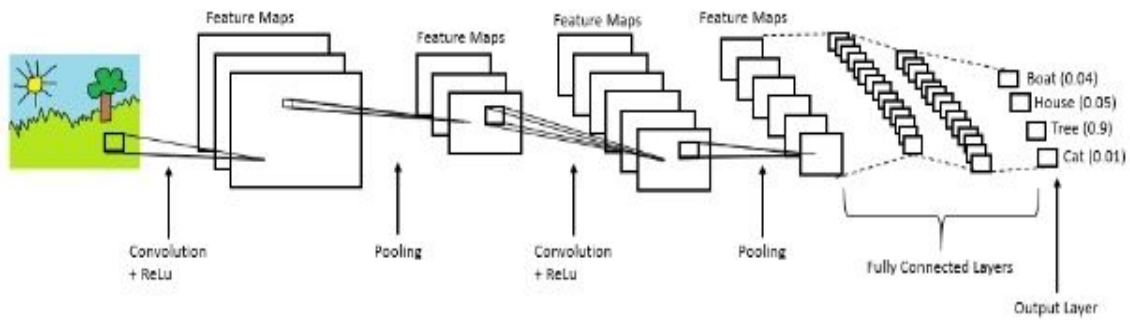 Feature Maps
Feature Maps
Feature Maps
Feature Maps
Boat (0.04)
House (0.05)
Tree (0.9)
Cat (0.01)
Convolution
+ ReLu
Pooling
Convolution
+ ReLu
Pooling
Fully Connected Layers
Output Layer